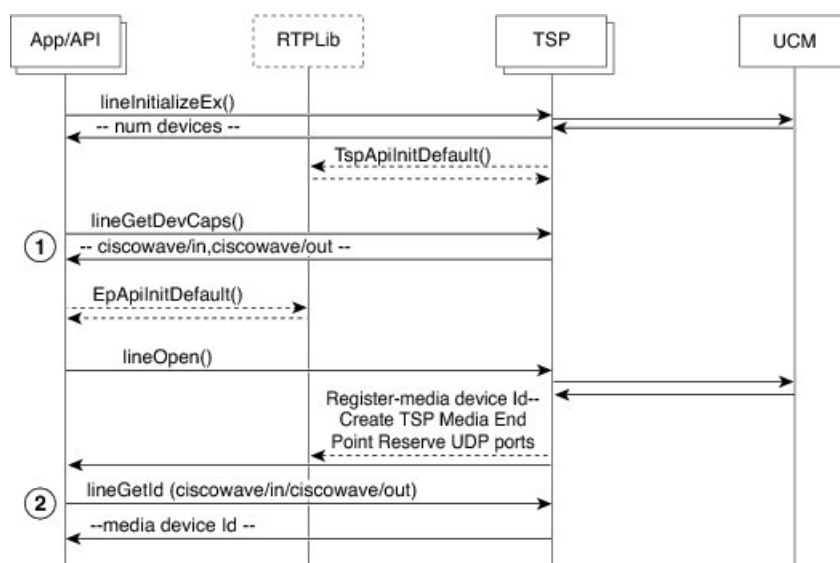 App/API
RTPLib
TSP
UCM
lineInitializeEx()
-- num devices --
TspApiInitDefault()
lineGetDevCaps()
1
-- ciscowave/in,ciscowave/out --
EpApiInitDefault()
lineOpen()
Register-media device Id--
Create TSP Media End
Point Reserve UDP ports
2
lineGetId (ciscowave/in/ciscowave/out)
--media device Id --